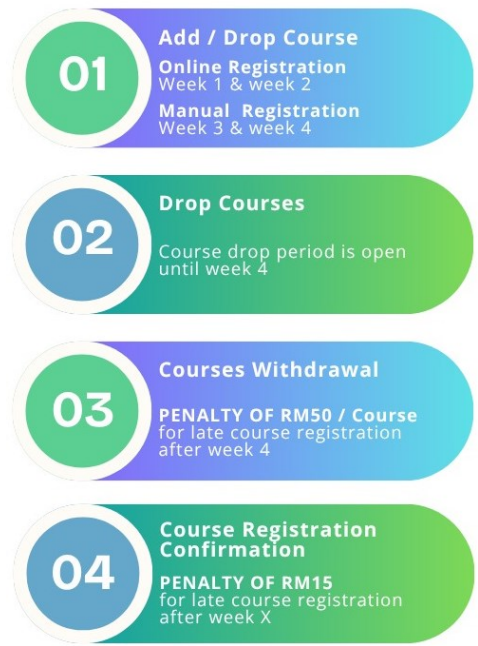 01
Add / Drop Course
Online Registration
Week 1 & week 2
Manual Registration
Week 3 & week 4
02
Drop Courses
Course drop period is open
until week 4
03
Courses Withdrawal
PENALTY OF RM50 / Course
for late course registration
after week 4
04
Course Registration
Confirmation
PENALTY OF RM15
for late course registration
after week X